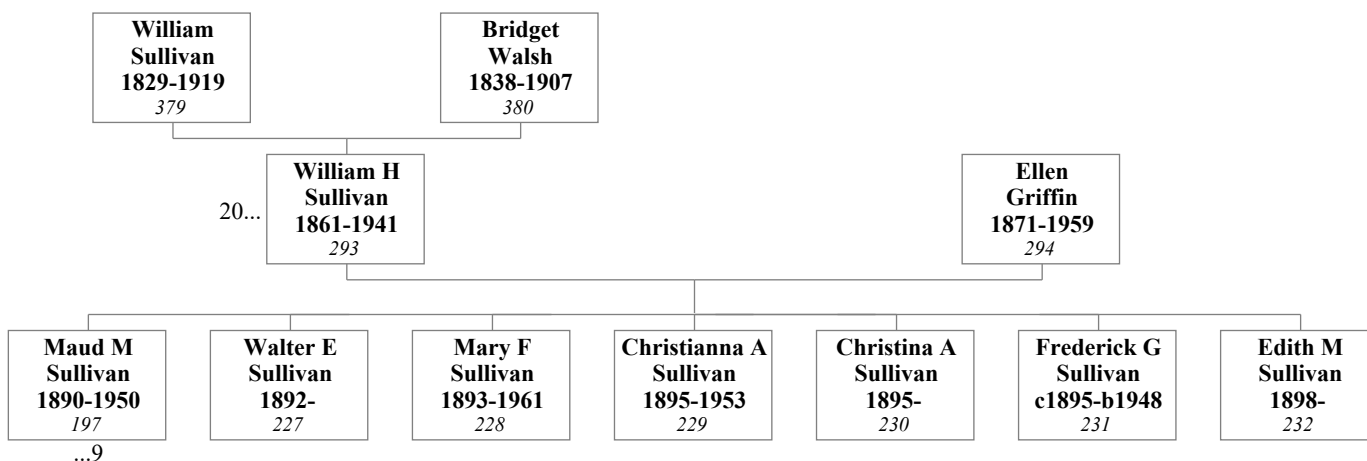 William
Sullivan
1829-1919
379
Bridget
Walsh
1838-1907
380
20...
William H
Sullivan
1861-1941
293
Ellen
Griffin
1871-1959
294
Maud M
Sullivan
1890-1950
197
...9
Walter E
Sullivan
1892-
227
Mary F
Sullivan
1893-1961
228
Christianna A
Sullivan
1895-1953
229
Christina A
Sullivan
1895-
230
Frederick G
Sullivan
c1895-b1948
231
Edith M
Sullivan
1898-
232